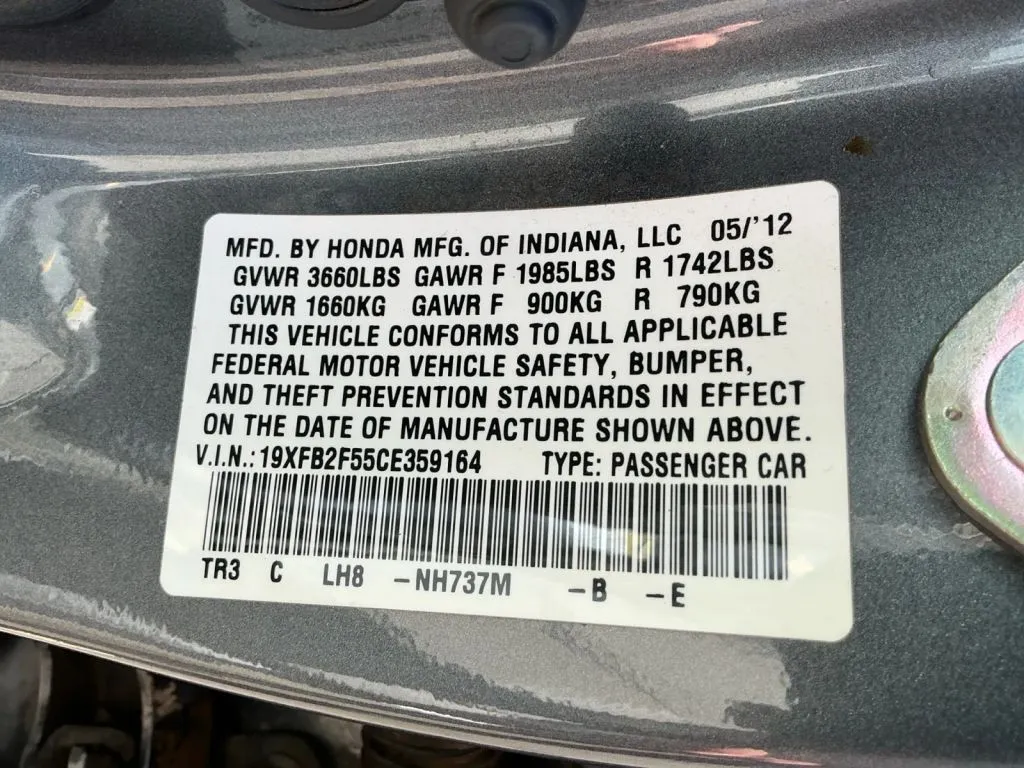 MFD. BY HONDA MFG. OF INDIANA, LLC 05/'12
GVWR 3660LBS GAWR F 1985LBS R 1742LBS
GVWR 1660KG GAWR F 900KG R 790KG
THIS VEHICLE CONFORMS TO ALL APPLICABLE
FEDERAL MOTOR VEHICLE SAFETY, BUMPER,
AND THEFT PREVENTION STANDARDS IN EFFECT
ON THE DATE OF MANUFACTURE SHOWN ABOVE.
V.I.N.:19XFB2F55CE359164 TYPE: PASSENGER CAR
TR3 C LH8 -NH737M -B -E